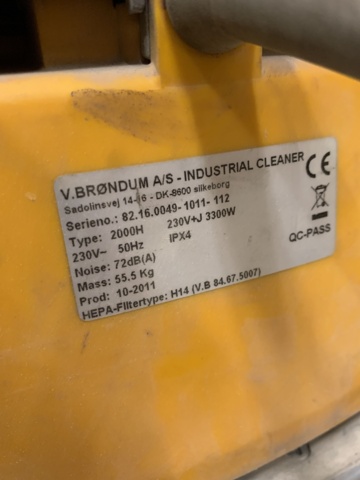 V.BRØNDUM A/S - INDUSTRIAL CLEANER
Sadolinsvej 14-16 - DK-8600 silkeborg
Serieno.: 82.16.0049-1011- 112
Type: 2000H 230V+J 3300W
230V~ 50Hz IPX4
Noise: 72dB(A)
Mass: 55.5 Kg
Prod: 10-2011
HEPA-Filtertype: H14 (V.B 84.67.5007)
CE
QC-PASS